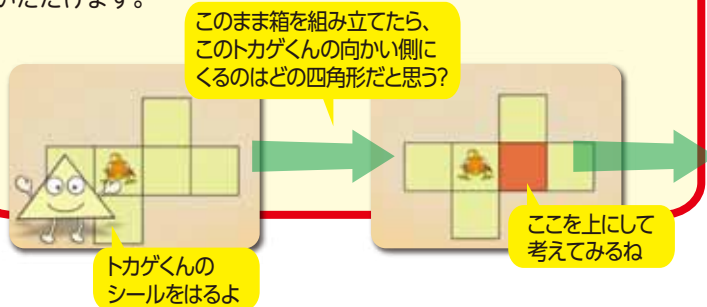 いただけます。
このまま箱を組み立てたら、
このトカゲくんの向かい側に
くるのはどの四角形だと思う?
トカゲくんの
シールをはるよ
ここを上にして
考えてみるね